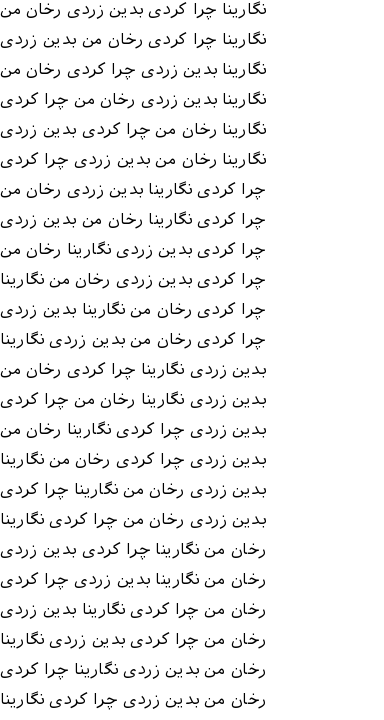 نگارینا چرا کردی بدین زردی رخان من
نگارینا چرا کردی رخان من بدین زردی
نگارینا بدین زردی چرا کردی رخان من
نگارینا بدین زردی رخان من چرا کردی
نگارینا رخان من چرا کردی بدین زردی
نگارینا رخان من بدین زردی چرا کردی
چرا کردی نگارینا بدین زردی رخان من
چرا کردی نگارینا رخان من بدین زردی
چرا کردی بدین زردی نگارینا رخان من
چرا کردی بدین زردی رخان من نگارینا
چرا کردی رخان من نگارینا بدین زردی
چرا کردی رخان من بدین زردی نگارینا
بدین زردی نگارینا چرا کردی رخان من
بدین زردی نگارینا رخان من چرا کردی
بدین زردی چرا کردی نگارینا رخان من
بدین زردی چرا کردی رخان من نگارینا
بدین زردی رخان من نگارینا چرا کردی
بدین زردی رخان من چرا کردی نگارینا
رخان من نگارینا چرا کردی بدین زردی
رخان من نگارینا بدین زردی چرا کردی
رخان من چرا کردی نگارینا بدین زردی
رخان من چرا کردی بدین زردی نگارینا
رخان من بدین زردی نگارینا چرا کردی
رخان من بدین زردی چرا کردی نگارینا